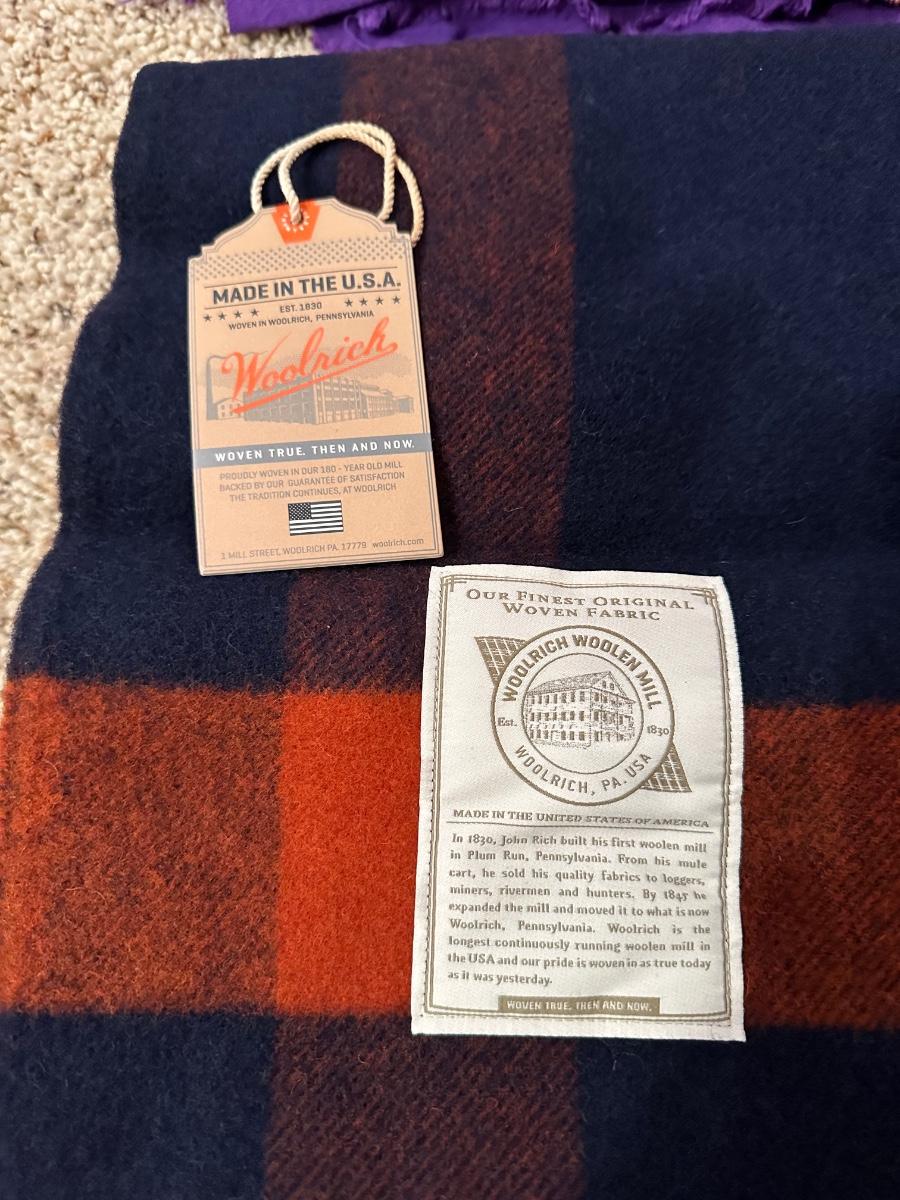 MADE IN THE U.S.A.
EST. 1830
WOVEN IN WOOLRICH, PENNSYLVANIA
Woolrich
WOVEN TRUE. THEN AND NOW.
PROUDLY WOVEN IN OUR 180 - YEAR OLD MILL
BACKED BY OUR GUARANTEE OF SATISFACTION
THE TRADITION CONTINUES, AT WOOLRICH
1 MILL STREET, WOOLRICH PA. 17779 woolrich.com
OUR FINEST ORIGINAL
WOVEN FABRIC
WOOLRICH WOOLEN MILL
Est. 1830
WOOLRICH, PA. USA
MADE IN THE UNITED STATES OF AMERICA
In 1830, John Rich built his first woolen mill
in Plum Run, Pennsylvania. From his mule
cart, he sold his quality fabrics to loggers,
miners, rivermen and hunters. By 1845 he
expanded the mill and moved it to what is now
Woolrich, Pennsylvania. Woolrich is the
longest continuously running woolen mill in
the USA and our pride is woven in as true today
as it was yesterday.
WOVEN TRUE. THEN AND NOW.